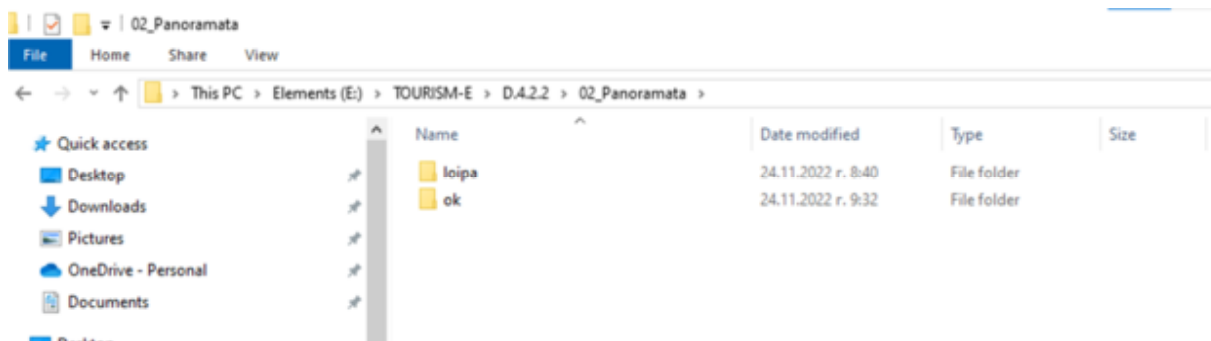 02_Panoramata
File Home Share View
This PC > Elements (E:) > TOURISM-E > D.4.2.2 > 02_Panoramata >
Name Date modified Type Size
Quick access
Desktop
Downloads
Pictures
OneDrive - Personal
Documents
loipa 24.11.2022 г. 8:40 File folder
ok 24.11.2022 г. 9:32 File folder